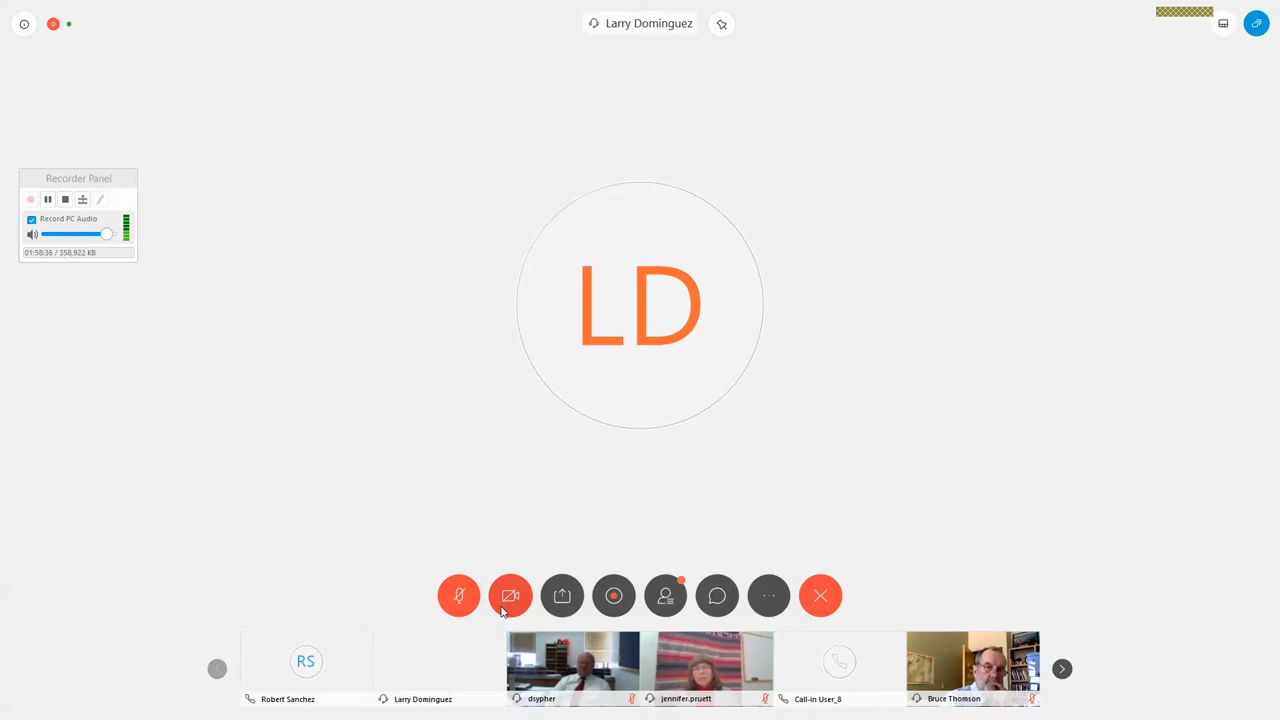 Larry Dominguez
Recorder Panel
Record PC Audio
01:58:36 / 358,922 KB
LD
RS
Robert Sanchez
Larry Dominguez
dsypher
jennifer.pruett
Call-in User_8
Bruce Thomson